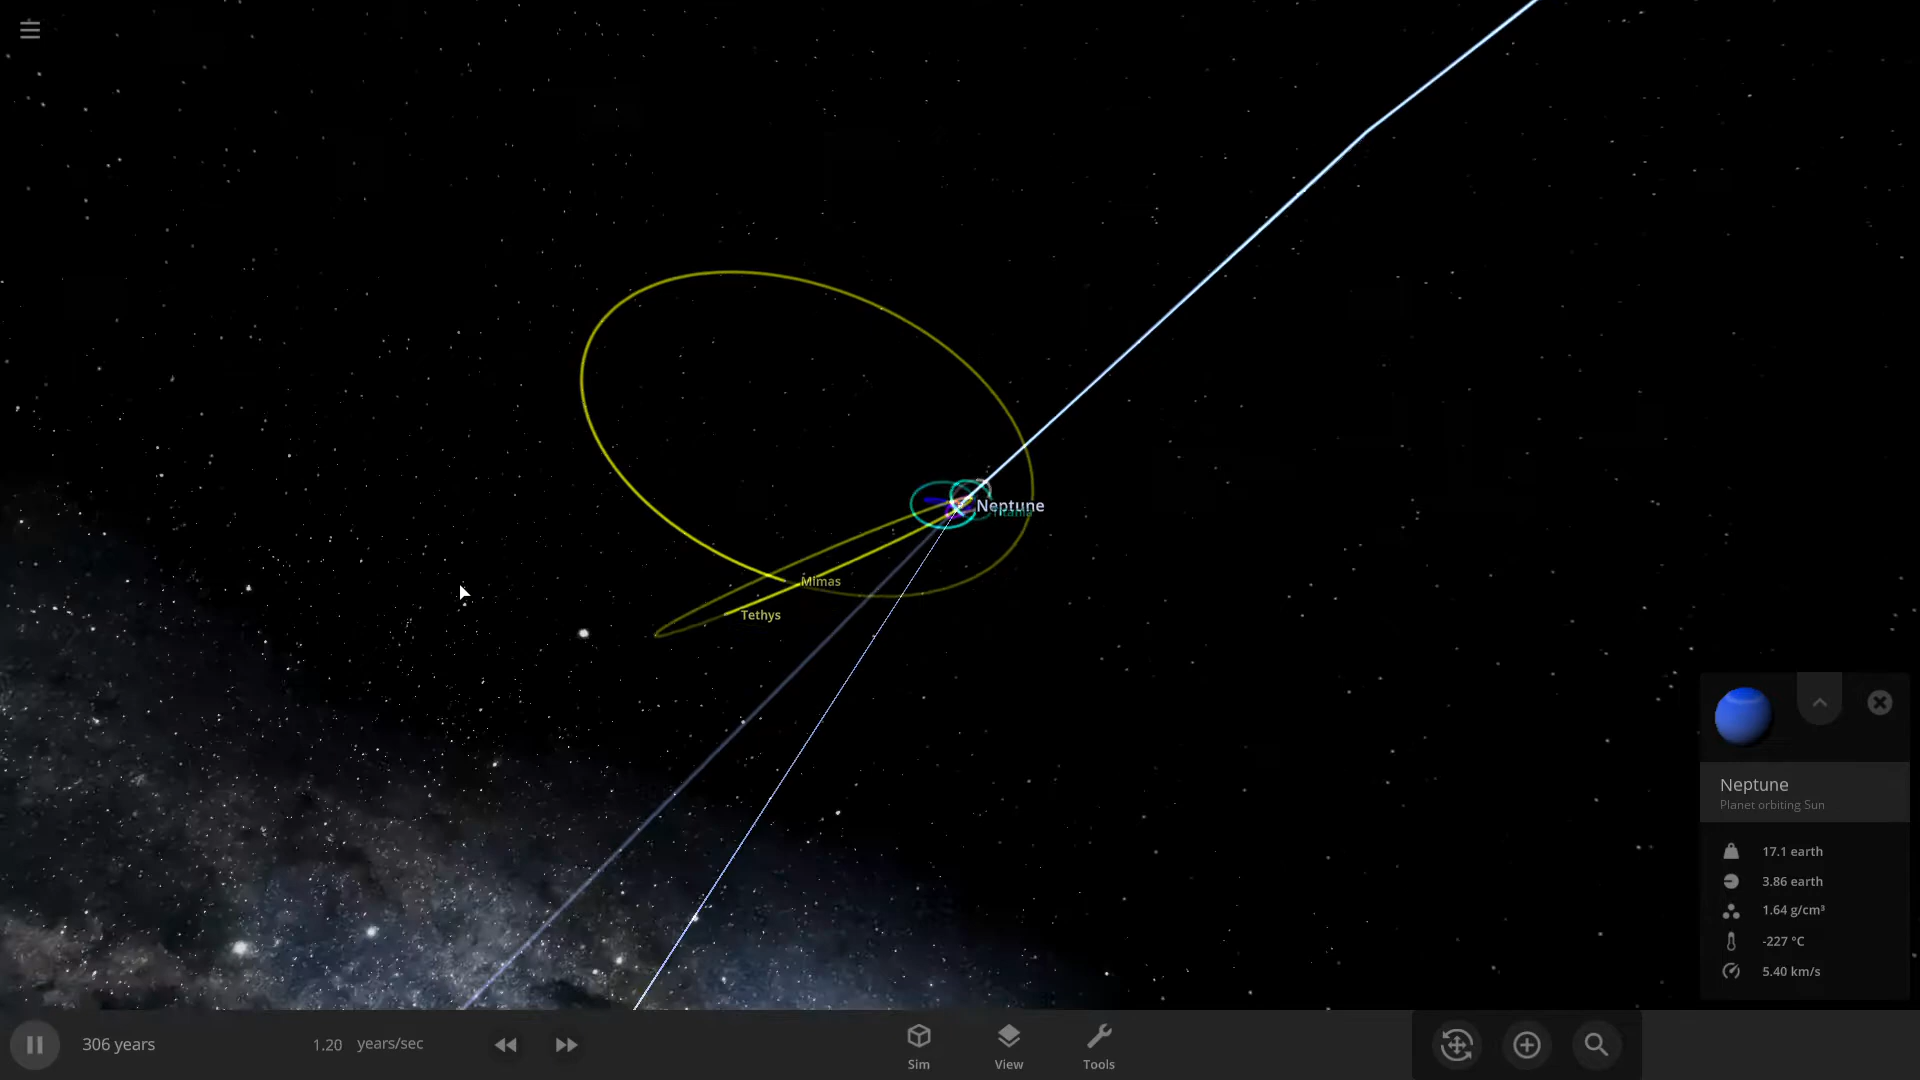 Neptune
Titania
Mimas
Tethys
Neptune
Planet orbiting Sun
17.1 earth
3.86 earth
1.64 g/cm³
-227 °C
5.40 km/s
306 years
1.20 years/sec
Sim
View
Tools